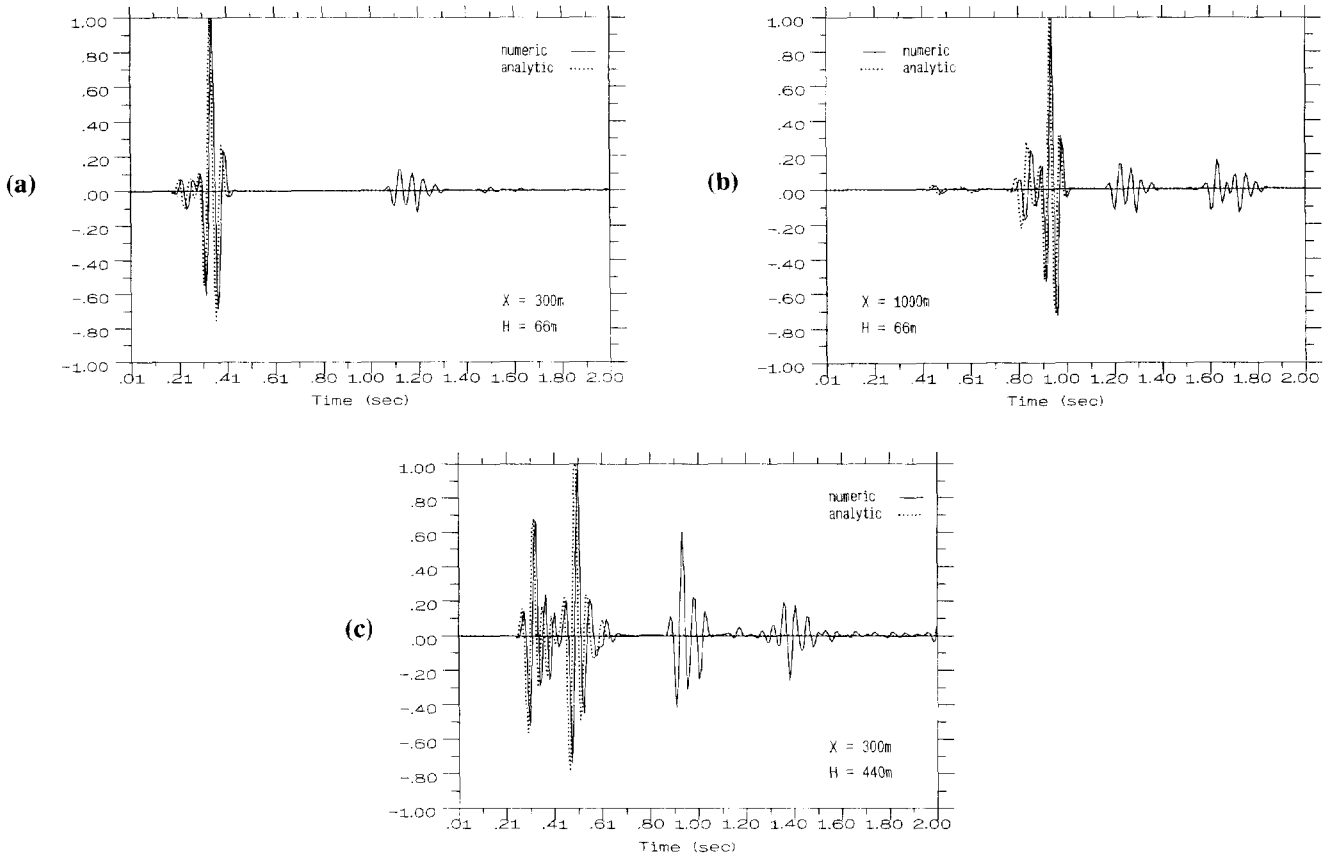 (a)
1.00
.80
.60
.40
.20
.00
-.20
-.40
-.60
-.80
-1.00
numeric
analytic
X = 300m
H = 66m
.01 .21 .41 .61 .80 1.00 1.20 1.40 1.60 1.80 2.00
Time (sec)
(b)
1.00
.80
.60
.40
.20
.00
-.20
-.40
-.60
-.80
-1.00
numeric
analytic
X = 1000m
H = 66m
.01 .21 .41 .61 .80 1.00 1.20 1.40 1.60 1.80 2.00
Time (sec)
(c)
1.00
.80
.60
.40
.20
.00
-.20
-.40
-.60
-.80
-1.00
numeric
analytic
X = 300m
H = 440m
.01 .21 .41 .61 .80 1.00 1.20 1.40 1.60 1.80 2.00
Time (sec)